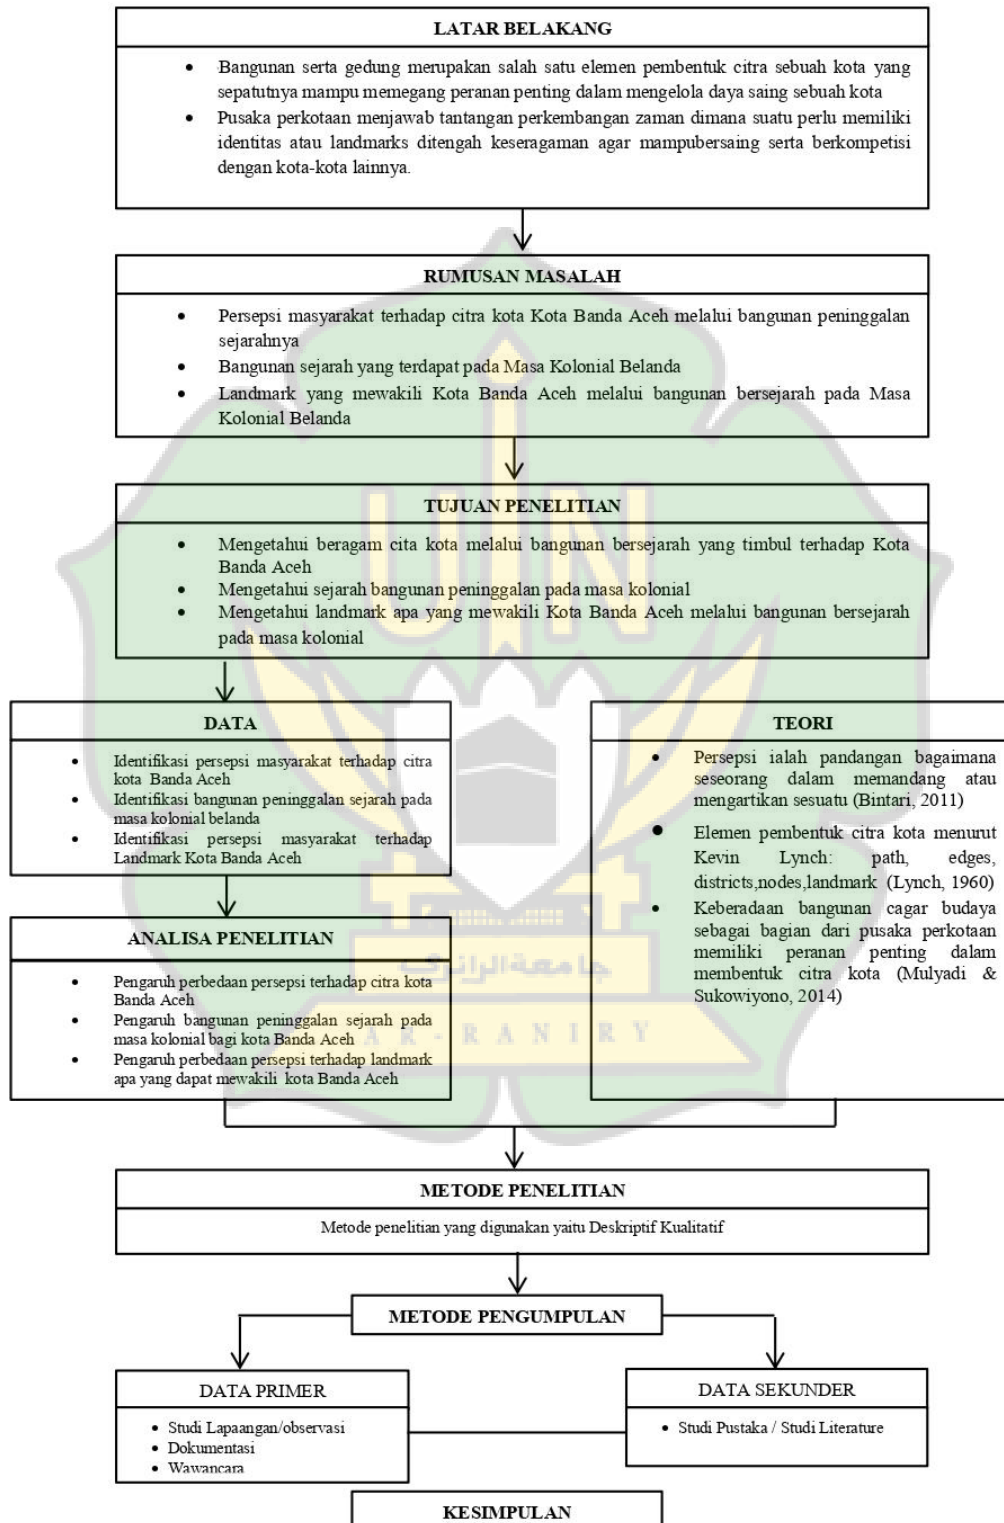 LATAR BELAKANG
• Bangunan serta gedung merupakan salah satu elemen pembentuk citra sebuah kota yang
sepatutnya mampu memegang peranan penting dalam mengelola daya saing sebuah kota
• Pusaka perkotaan menjawab tantangan perkembangan zaman dimana suatu perlu memiliki
identitas atau landmarks ditengah keseragaman agar mampubersaing serta berkompetisi
dengan kota-kota lainnya.
RUMUSAN MASALAH
• Persepsi masyarakat terhadap citra kota Kota Banda Aceh melalui bangunan peninggalan
sejarahnya
• Bangunan sejarah yang terdapat pada Masa Kolonial Belanda
• Landmark yang mewakili Kota Banda Aceh melalui bangunan bersejarah pada Masa
Kolonial Belanda
TUJUAN PENELITIAN
• Mengetahui beragam cita kota melalui bangunan bersejarah yang timbul terhadap Kota
Banda Aceh
• Mengetahui sejarah bangunan peninggalan pada masa kolonial
• Mengetahui landmark apa yang mewakili Kota Banda Aceh melalui bangunan bersejarah
pada masa kolonial
DATA
• Identifikasi persepsi masyarakat terhadap citra
kota Banda Aceh
• Identifikasi bangunan peninggalan sejarah pada
masa kolonial belanda
• Identifikasi persepsi masyarakat terhadap
Landmark Kota Banda Aceh
ANALISA PENELITIAN
• Pengaruh perbedaan persepsi terhadap citra kota
Banda Aceh
• Pengaruh bangunan peninggalan sejarah pada
masa kolonial bagi kota Banda Aceh
• Pengaruh perbedaan persepsi terhadap landmark
apa yang dapat mewakili kota Banda Aceh
TEORI
• Persepsi ialah pandangan bagaimana
seseorang dalam memandang atau
mengartikan sesuatu (Bintari, 2011)
• Elemen pembentuk citra kota menurut
Kevin Lynch: path, edges,
districts,nodes,landmark (Lynch, 1960)
• Keberadaan bangunan cagar budaya
sebagai bagian dari pusaka perkotaan
memiliki peranan penting dalam
membentuk citra kota (Mulyadi &
Sukowiyono, 2014)
UIN
جامعة الرانري
AR-RANIRY
METODE PENELITIAN
Metode penelitian yang digunakan yaitu Deskriptif Kualitatif
METODE PENGUMPULAN
DATA PRIMER
• Studi Lapaangan/observasi
• Dokumentasi
• Wawancara
DATA SEKUNDER
• Studi Pustaka / Studi Literature
KESIMPULAN